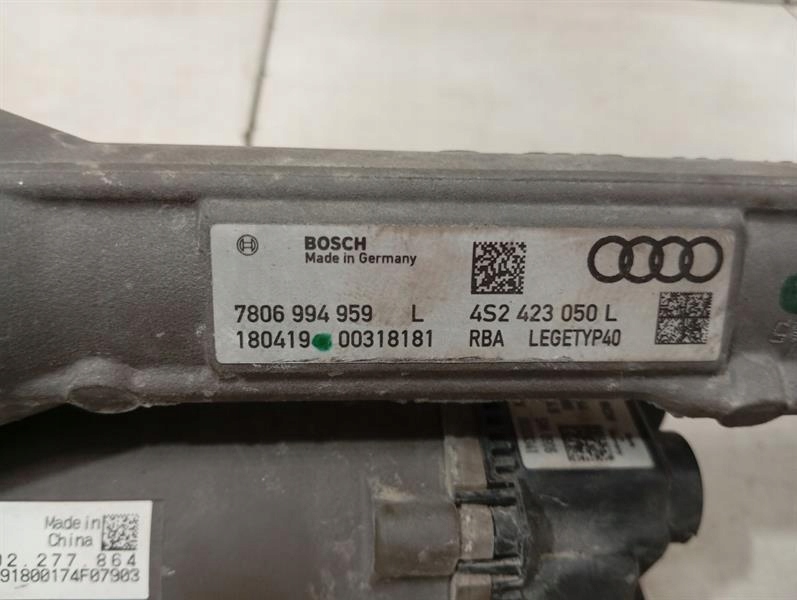 BOSCH
Made in Germany
7806 994 959 L
4S2 423 050 L
180419 00318181
RBA LEGETYP40
Made in
China
02.277.864
91800174F07903